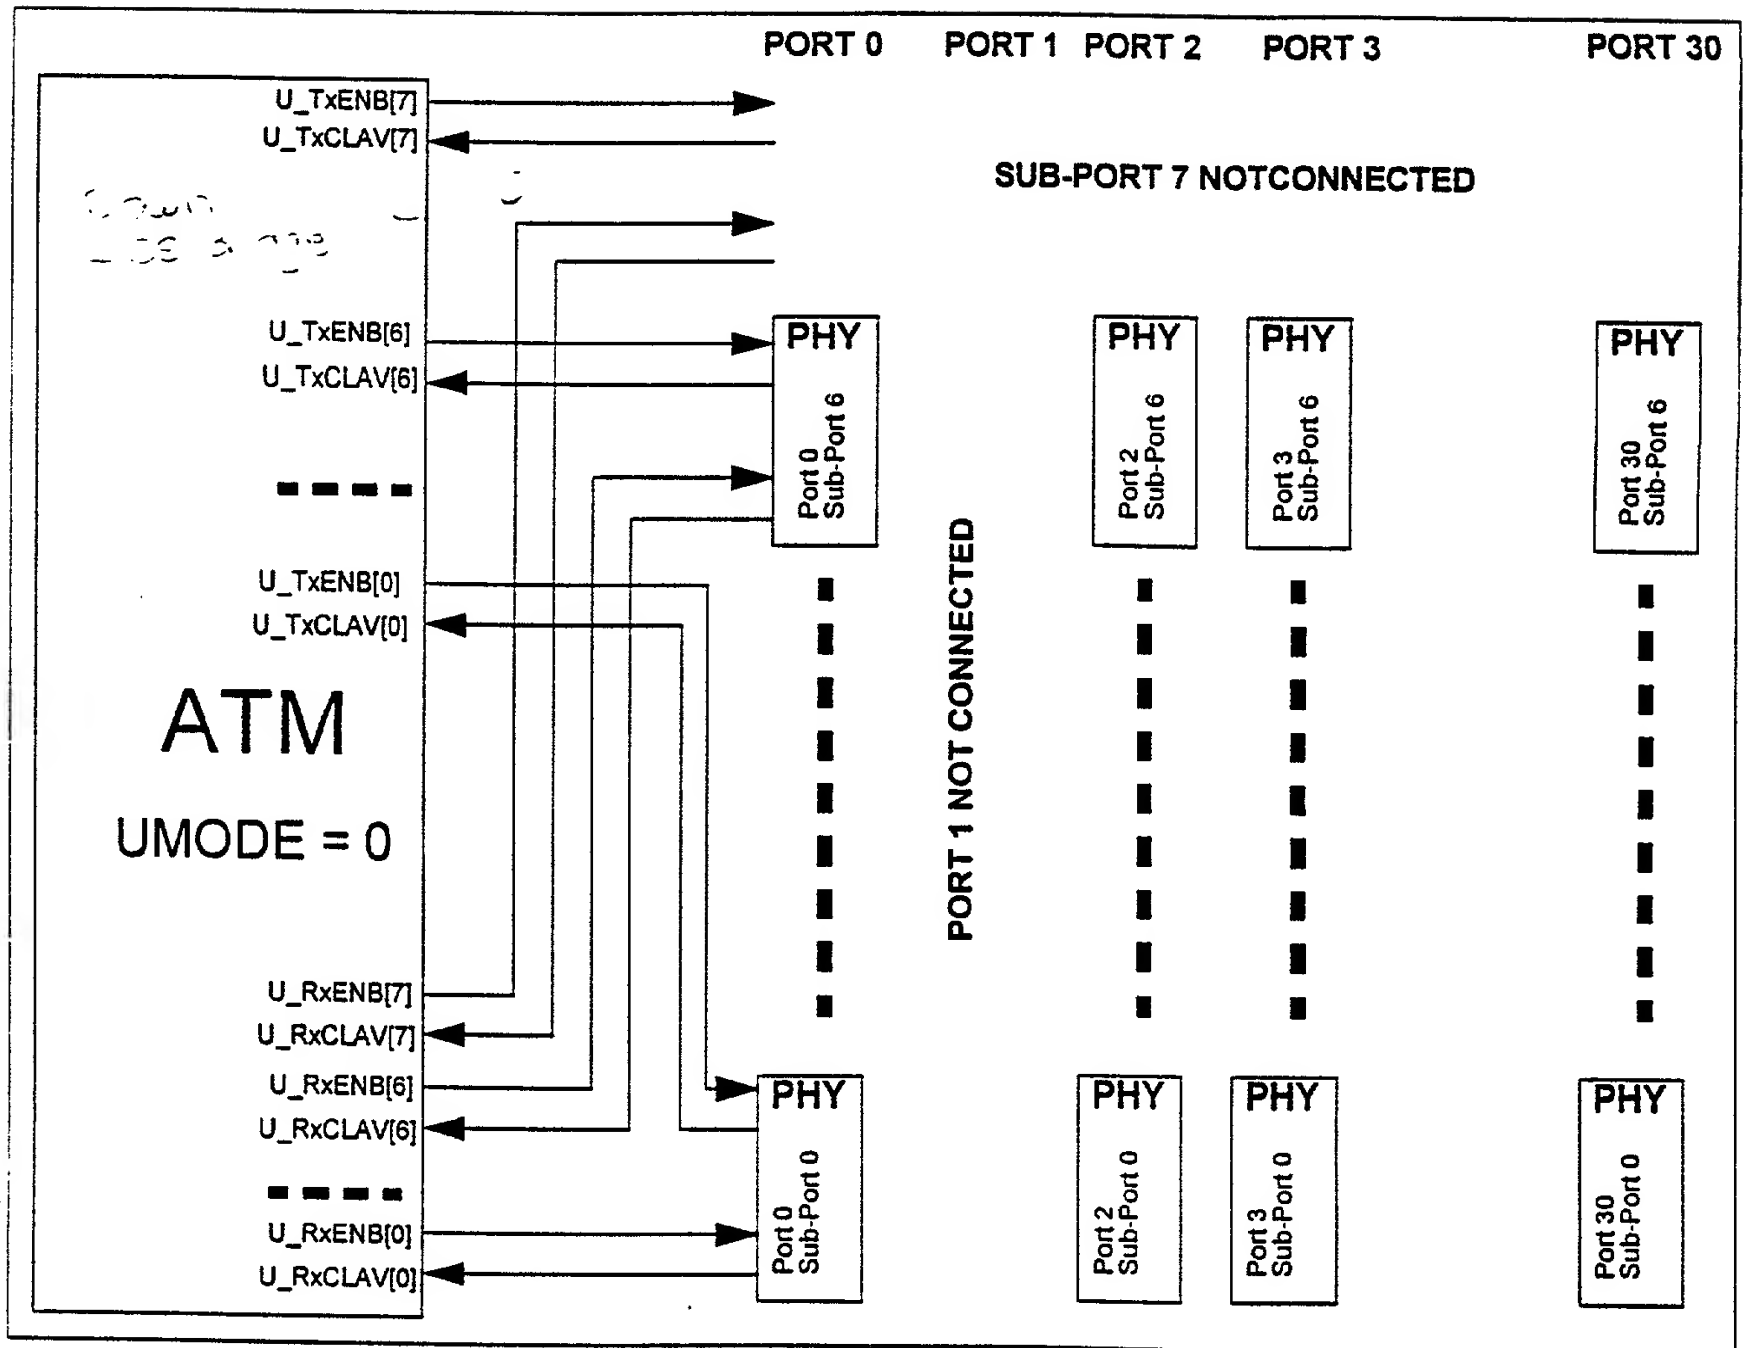 PORT 0 PORT 1 PORT 2 PORT 3 PORT 30
U_TxENB[7]
U_TxCLAV[7]
SUB-PORT 7 NOTCONNECTED
U_TxENB[6]
U_TxCLAV[6]
PHY
Port 0
Sub-Port 6
PHY
Port 2
Sub-Port 6
PHY
Port 3
Sub-Port 6
PHY
Port 30
Sub-Port 6
U_TxENB[0]
U_TxCLAV[0]
PORT 1 NOT CONNECTED
ATM
UMODE = 0
U_RxENB[7]
U_RxCLAV[7]
U_RxENB[6]
U_RxCLAV[6]
U_RxENB[0]
U_RxCLAV[0]
PHY
Port 0
Sub-Port 0
PHY
Port 2
Sub-Port 0
PHY
Port 3
Sub-Port 0
PHY
Port 30
Sub-Port 0